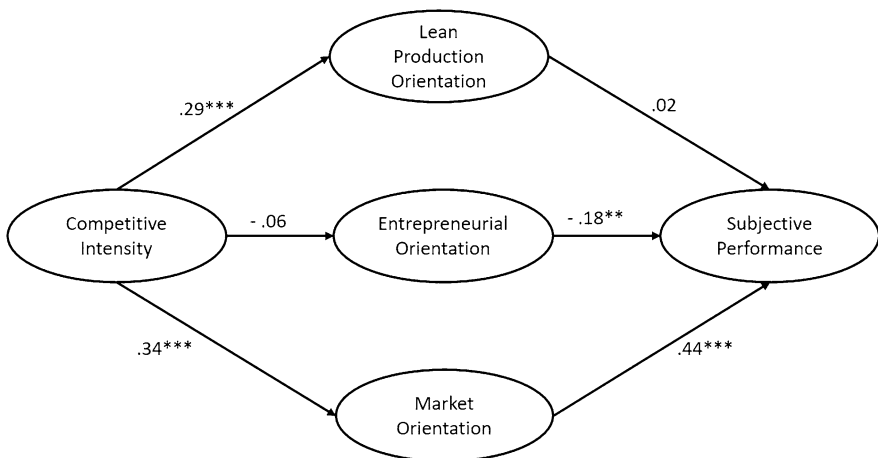 Lean
Production
Orientation
.29***
.02
Competitive
Intensity
- .06
Entrepreneurial
Orientation
- .18**
Subjective
Performance
.34***
.44***
Market
Orientation